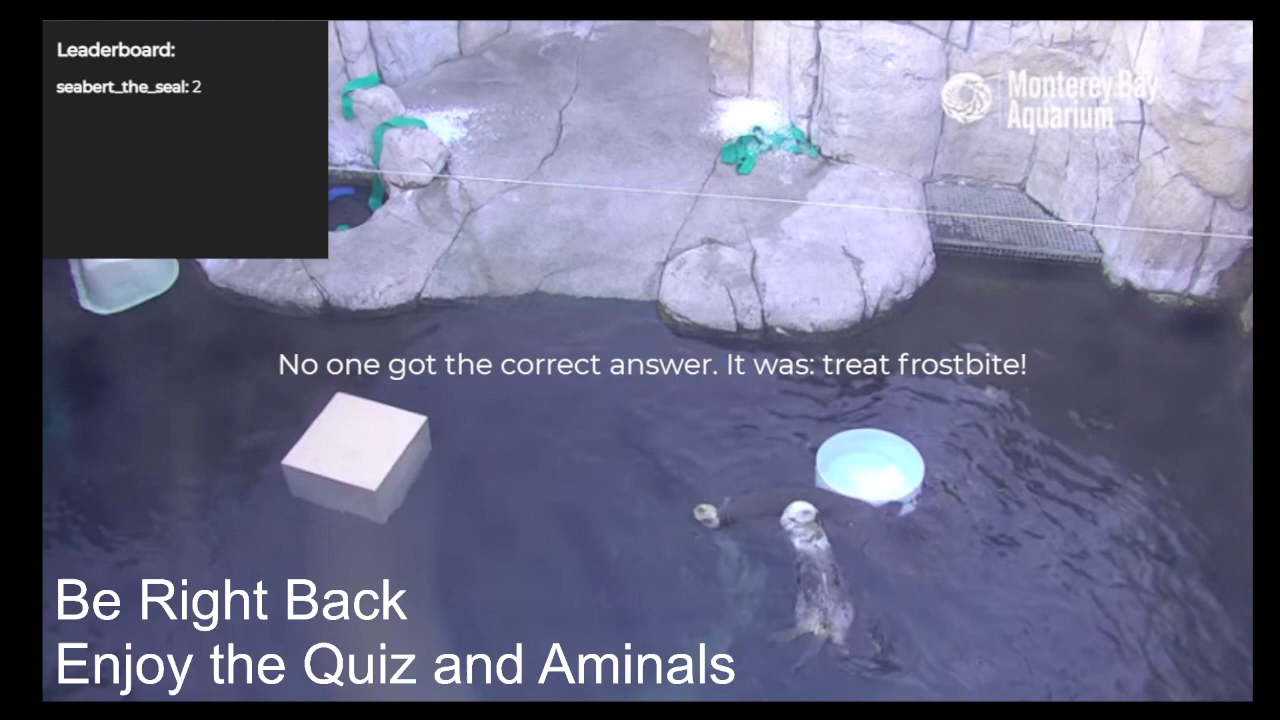 Leaderboard:
seabert_the_seal: 2
Monterey Bay
Aquarium
No one got the correct answer. It was: treat frostbite!
Be Right Back
Enjoy the Quiz and Aminals